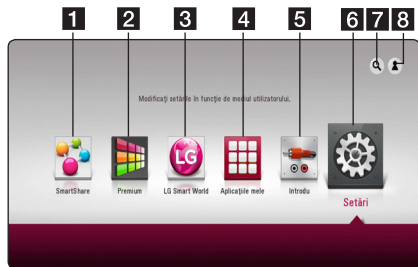 1 2 3 4 5 6 7 8
Modificați setările în funcție de mediul utilizatorului.
LG
SmartShare Premium LG Smart World Aplicațiile mele Introdu Setări